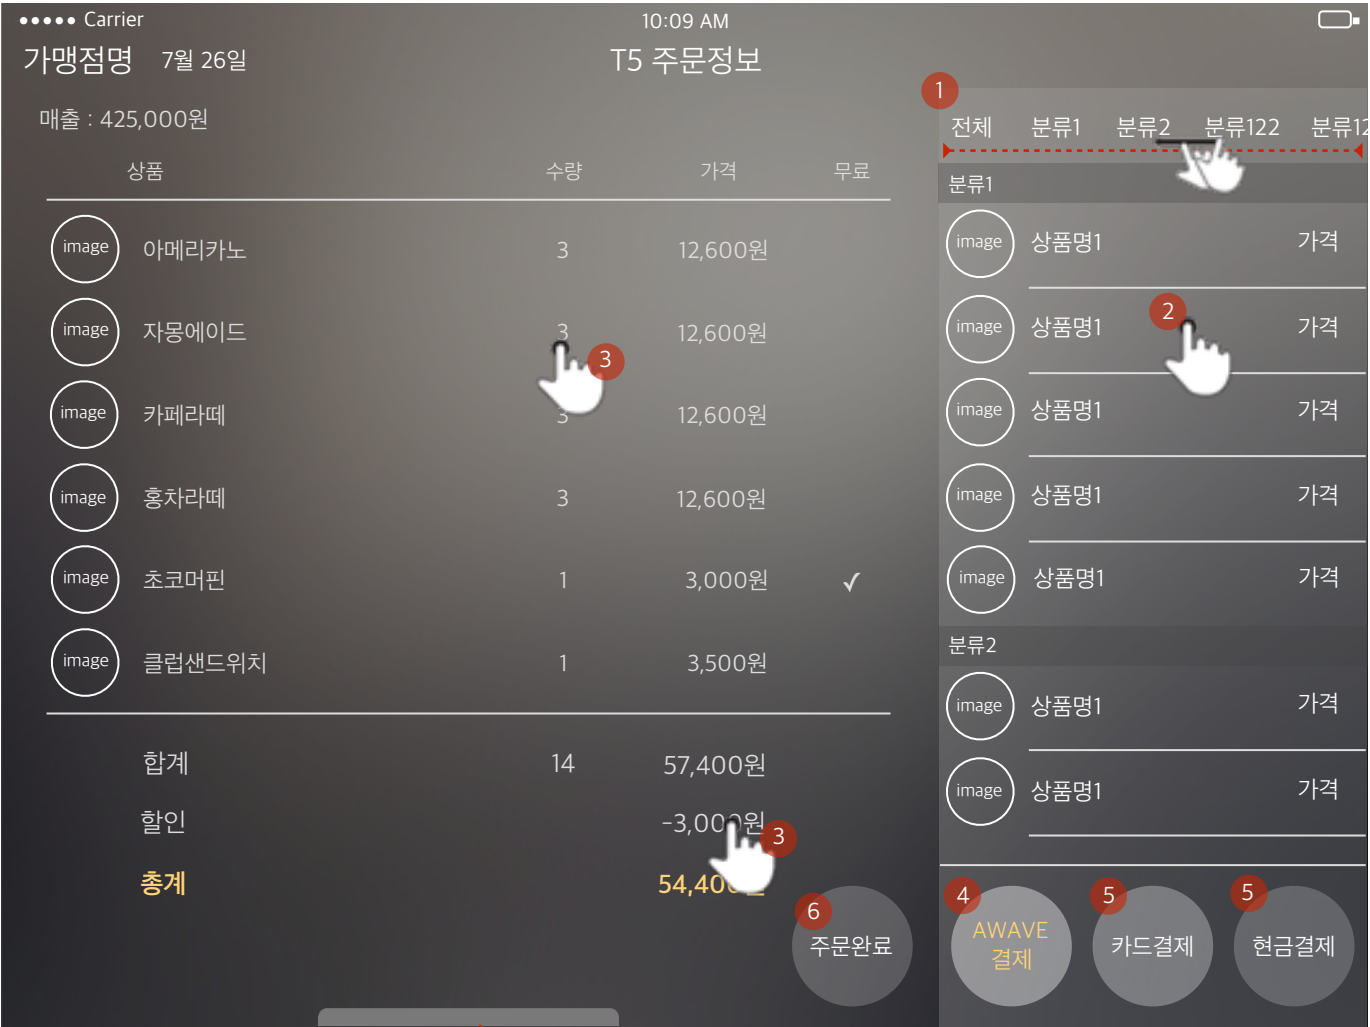 Carrier
10:09 AM
가맹점명 7월 26일
T5 주문정보
매출 : 425,000원
상품 수량 가격 무료
image 아메리카노 3 12,600원
image 자몽에이드 3 12,600원
3
image 카페라떼 3 12,600원
image 홍차라떼 3 12,600원
image 초코머핀 1 3,000원 ✓
image 클럽샌드위치 1 3,500원
합계 14 57,400원
할인 -3,000원
3
총계
6
주문완료
1
전체 분류1 분류2 분류122 분류12
분류1
image 상품명1 가격
2
image 상품명1 가격
image 상품명1 가격
image 상품명1 가격
image 상품명1 가격
분류2
image 상품명1 가격
image 상품명1 가격
4
AWAVE
결제
5
카드결제
5
현금결제